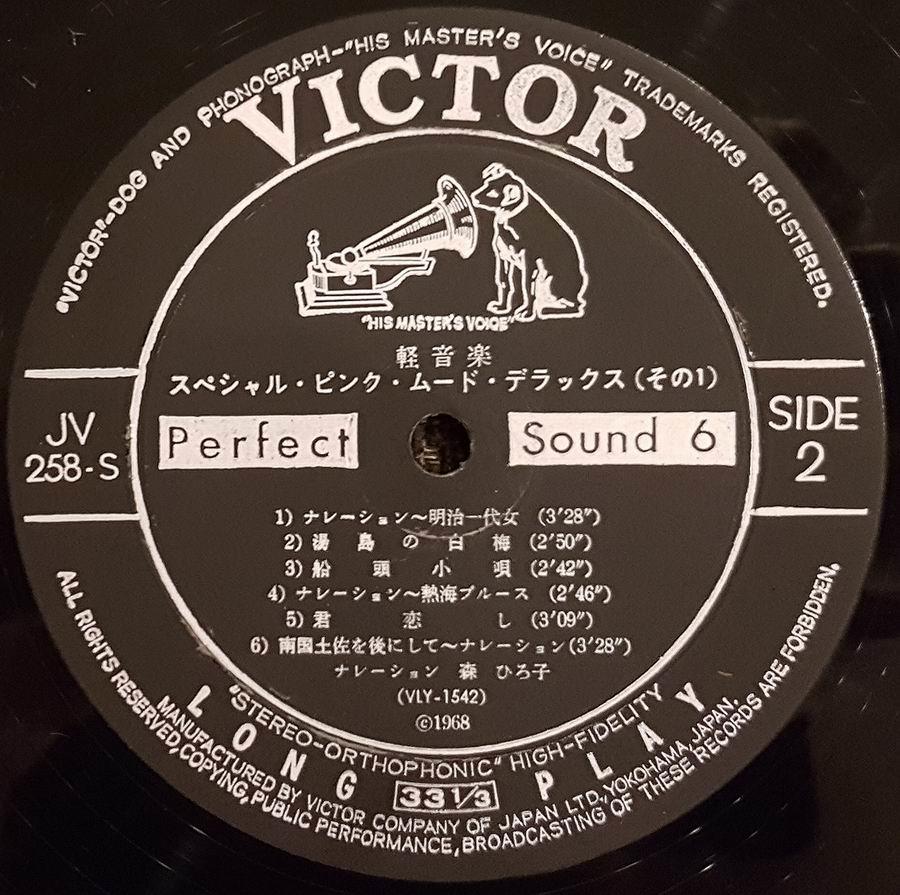 "VICTOR"-DOG AND PHONOGRAPH-"HIS MASTER'S VOICE" TRADEMARKS REGISTERED.
VICTOR
"HIS MASTER'S VOICE"
軽音楽
スペシャル・ピンク・ムード・デラックス(その1)
JV
258-S
Perfect
Sound 6
SIDE
2
1) ナレーション~明治一代女 (3'28")
2) 湯島の白梅 (2'50")
3) 船頭小唄 (2'42")
4) ナレーション~熱海ブルース (2'46")
5) 君恋し (3'09")
6) 南国土佐を後にして~ナレーション(3'28")
ナレーション 森 ひろ子
(VLY-1542)
©1968
"STEREO-ORTHOPHONIC" HIGH-FIDELITY
LONG 33 1/3 PLAY
MANUFACTURED BY VICTOR COMPANY OF JAPAN LTD. YOKOHAMA, JAPAN.
ALL RIGHTS RESERVED, COPYING, PUBLIC PERFORMANCE, BROADCASTING OF THESE RECORDS ARE FORBIDDEN.